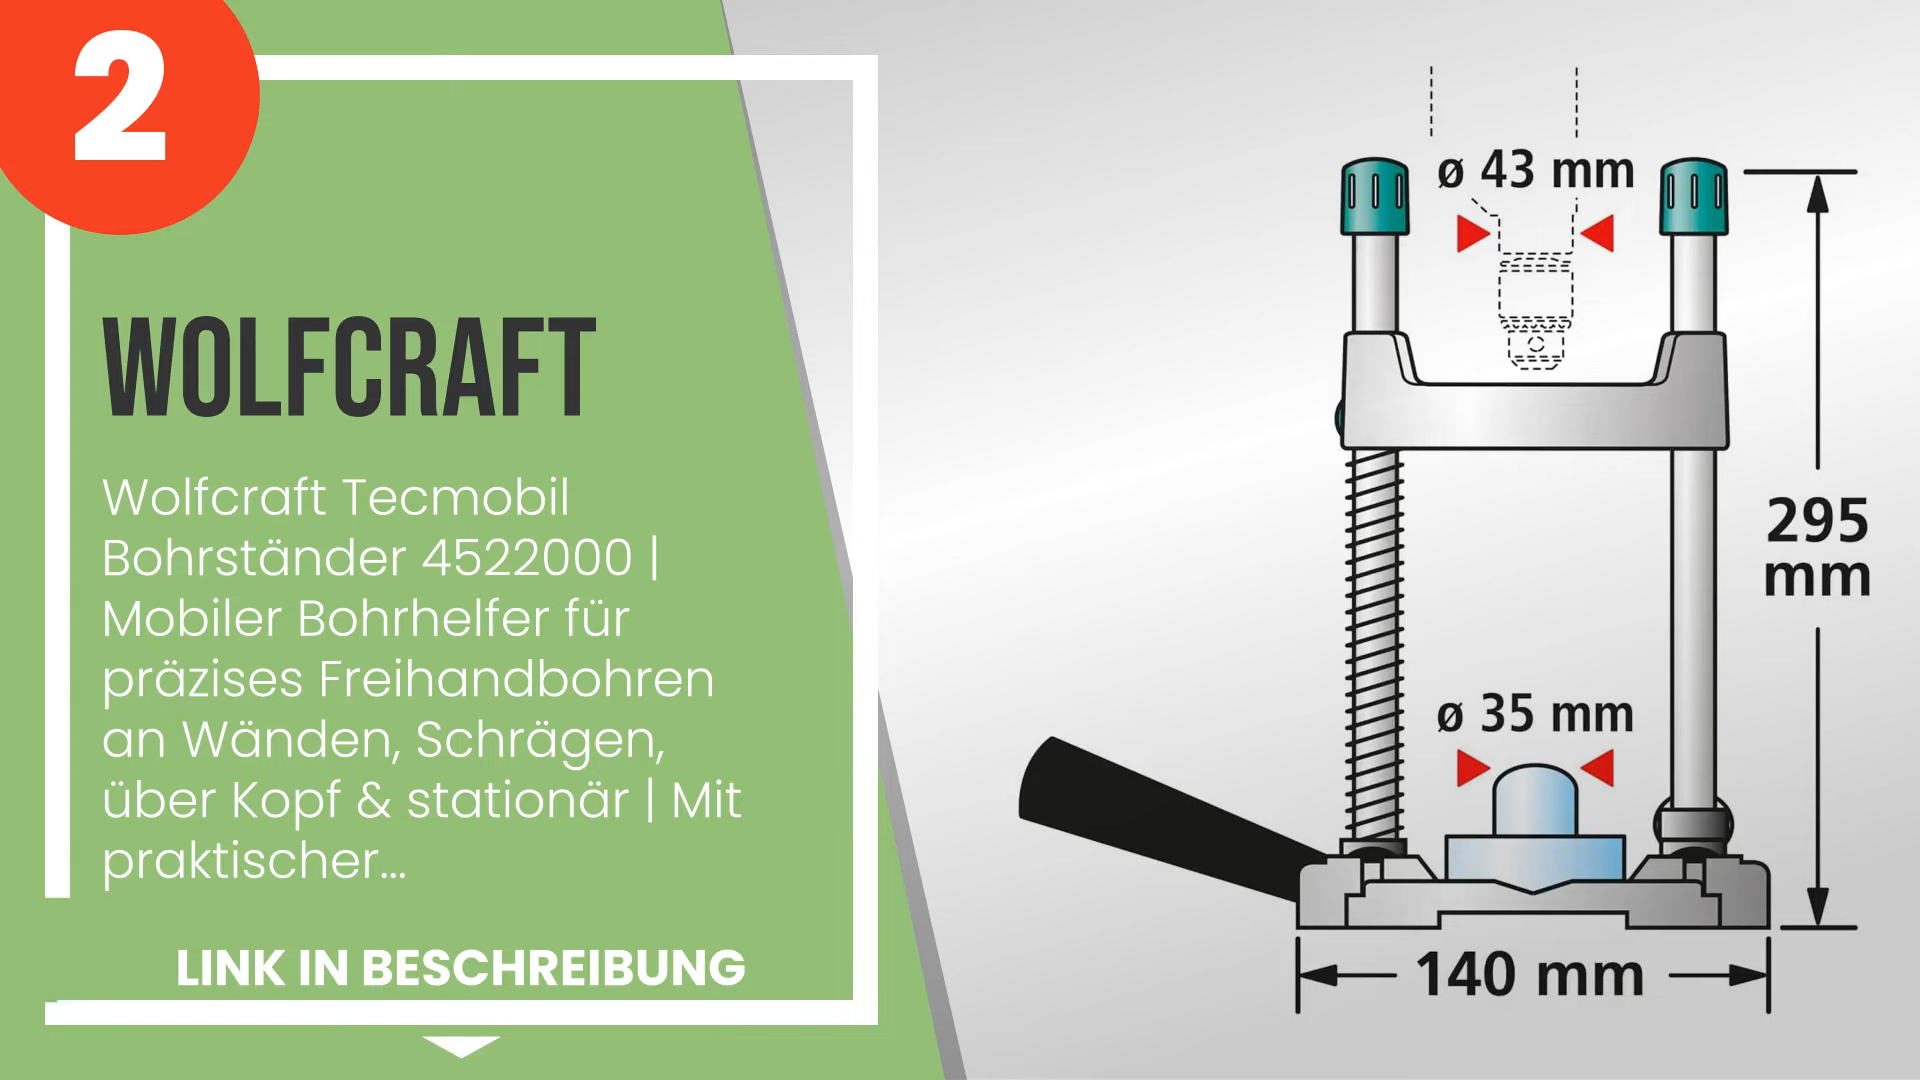 2
WOLFCRAFT
Wolfcraft Tecmobil
Bohrständer 4522000 |
Mobiler Bohrhelfer für
präzises Freihandbohren
an Wänden, Schrägen,
über Kopf & stationär | Mit
praktischer...
LINK IN BESCHREIBUNG
ø 43 mm
295
mm
ø 35 mm
140 mm